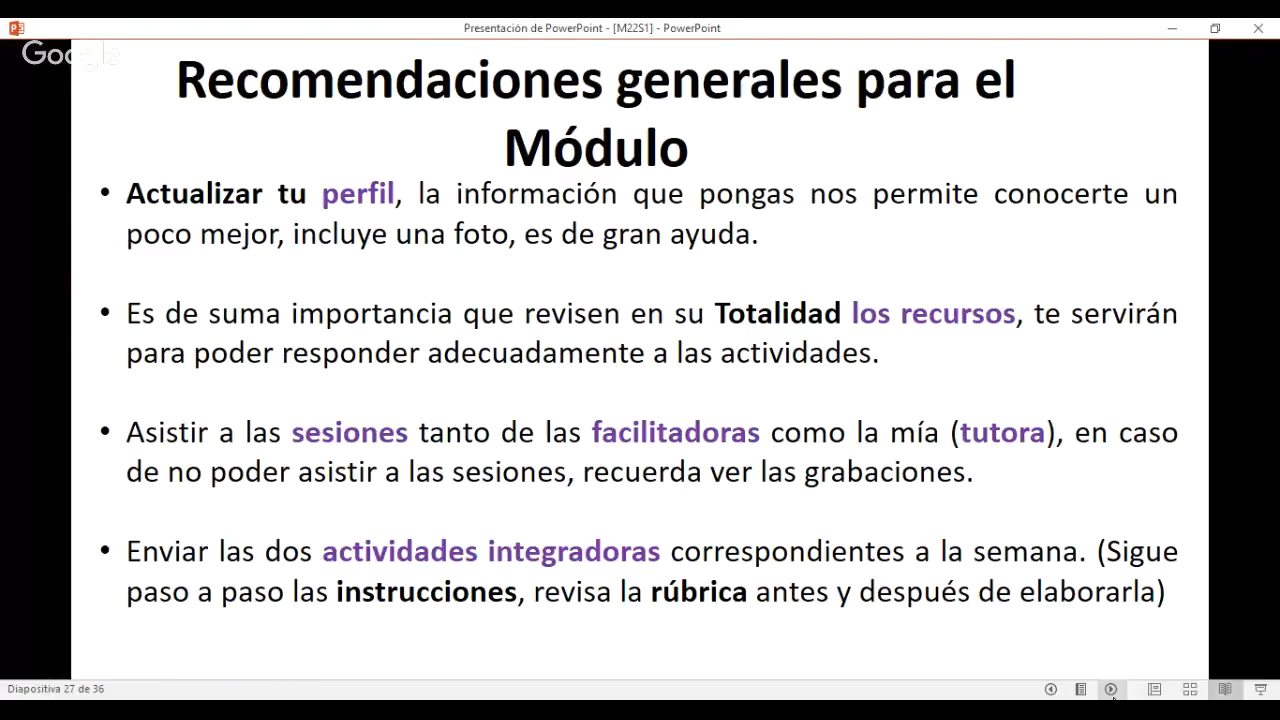 Presentación de PowerPoint - [M22S1] - PowerPoint
Google
Recomendaciones generales para el
Módulo
• Actualizar tu perfil, la información que pongas nos permite conocerte un
poco mejor, incluye una foto, es de gran ayuda.
• Es de suma importancia que revisen en su Totalidad los recursos, te servirán
para poder responder adecuadamente a las actividades.
• Asistir a las sesiones tanto de las facilitadoras como la mía (tutora), en caso
de no poder asistir a las sesiones, recuerda ver las grabaciones.
• Enviar las dos actividades integradoras correspondientes a la semana. (Sigue
paso a paso las instrucciones, revisa la rúbrica antes y después de elaborarla)
Diapositiva 27 de 36